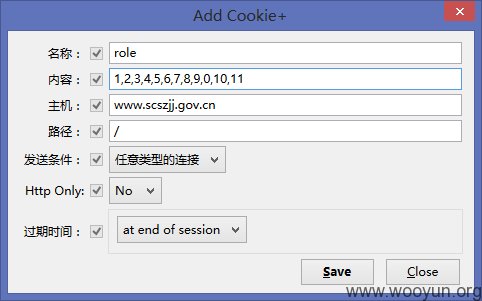 Add Cookie+
名称： role
内容： 1,2,3,4,5,6,7,8,9,0,10,11
主机： www.scszjj.gov.cn
路径： /
发送条件： 任意类型的连接
Http Only: No
过期时间： at end of session
Save Close
www.wooyun.org